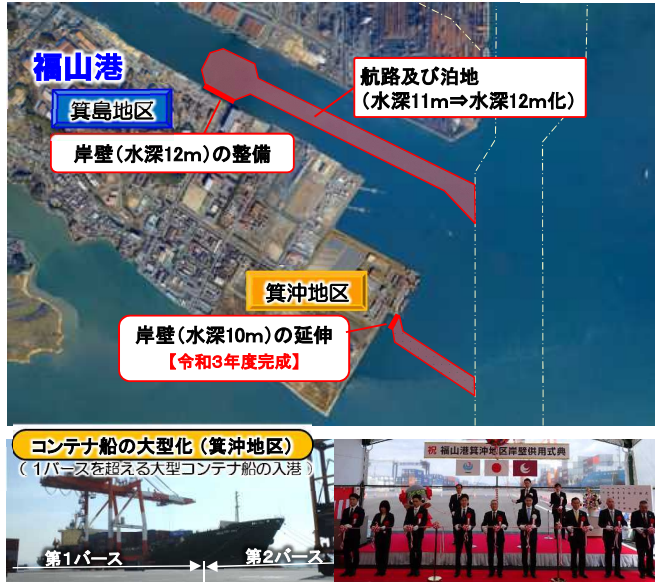 福山港
箕島地区
航路及び泊地
(水深11m⇒水深12m化)
岸壁(水深12m)の整備
箕沖地区
岸壁(水深10m)の延伸
【令和3年度完成】
コンテナ船の大型化(箕沖地区)
(1バースを超える大型コンテナ船の入港)
第1バース
第2バース
祝 福山港箕沖地区岸壁供用式典